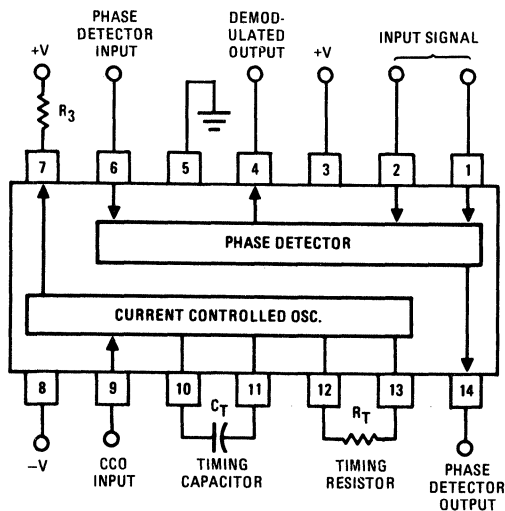 PHASE
DETECTOR
INPUT
DEMOD-
ULATED
OUTPUT
INPUT SIGNAL
+V
+V
R3
7
6
5
4
3
2
1
PHASE DETECTOR
CURRENT CONTROLLED OSC.
8
9
10
11
12
13
14
CT
RT
–V
CCO
INPUT
TIMING
CAPACITOR
TIMING
RESISTOR
PHASE
DETECTOR
OUTPUT